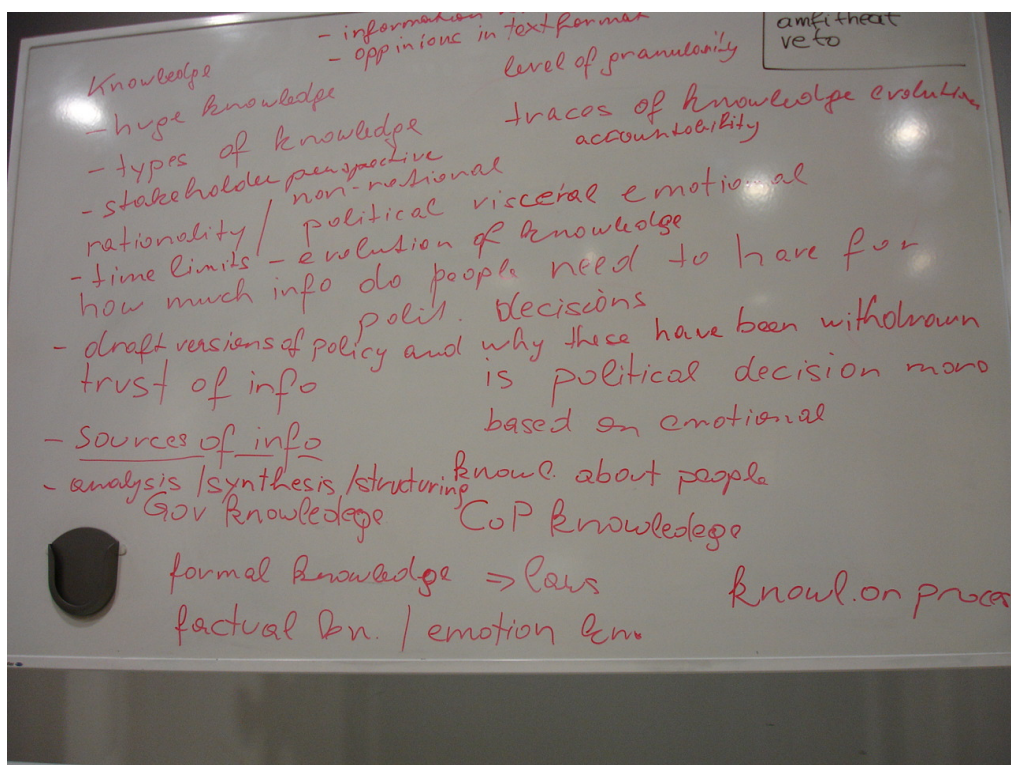 - information
- oppinions in text format
amfitheat
veto
Knowledge
level of granularity
- huge knowledge
traces of knowledge evolution
accountability
- types of knowledge
- stakeholder perspective
rationality / non-rational
political visceral emotional
- time limits - evolution of knowledge
how much info do people need to have for
polit. decisions
- draft versions of policy and why these have been withdrawn
trust of info
is political decision more
based on emotional
- sources of info
- analysis / synthesis / structuring
knowl. about people
Gov knowledege
CoP knowledege
formal knowledge => laws
knowl. on proces
factual kn. / emotion kn.